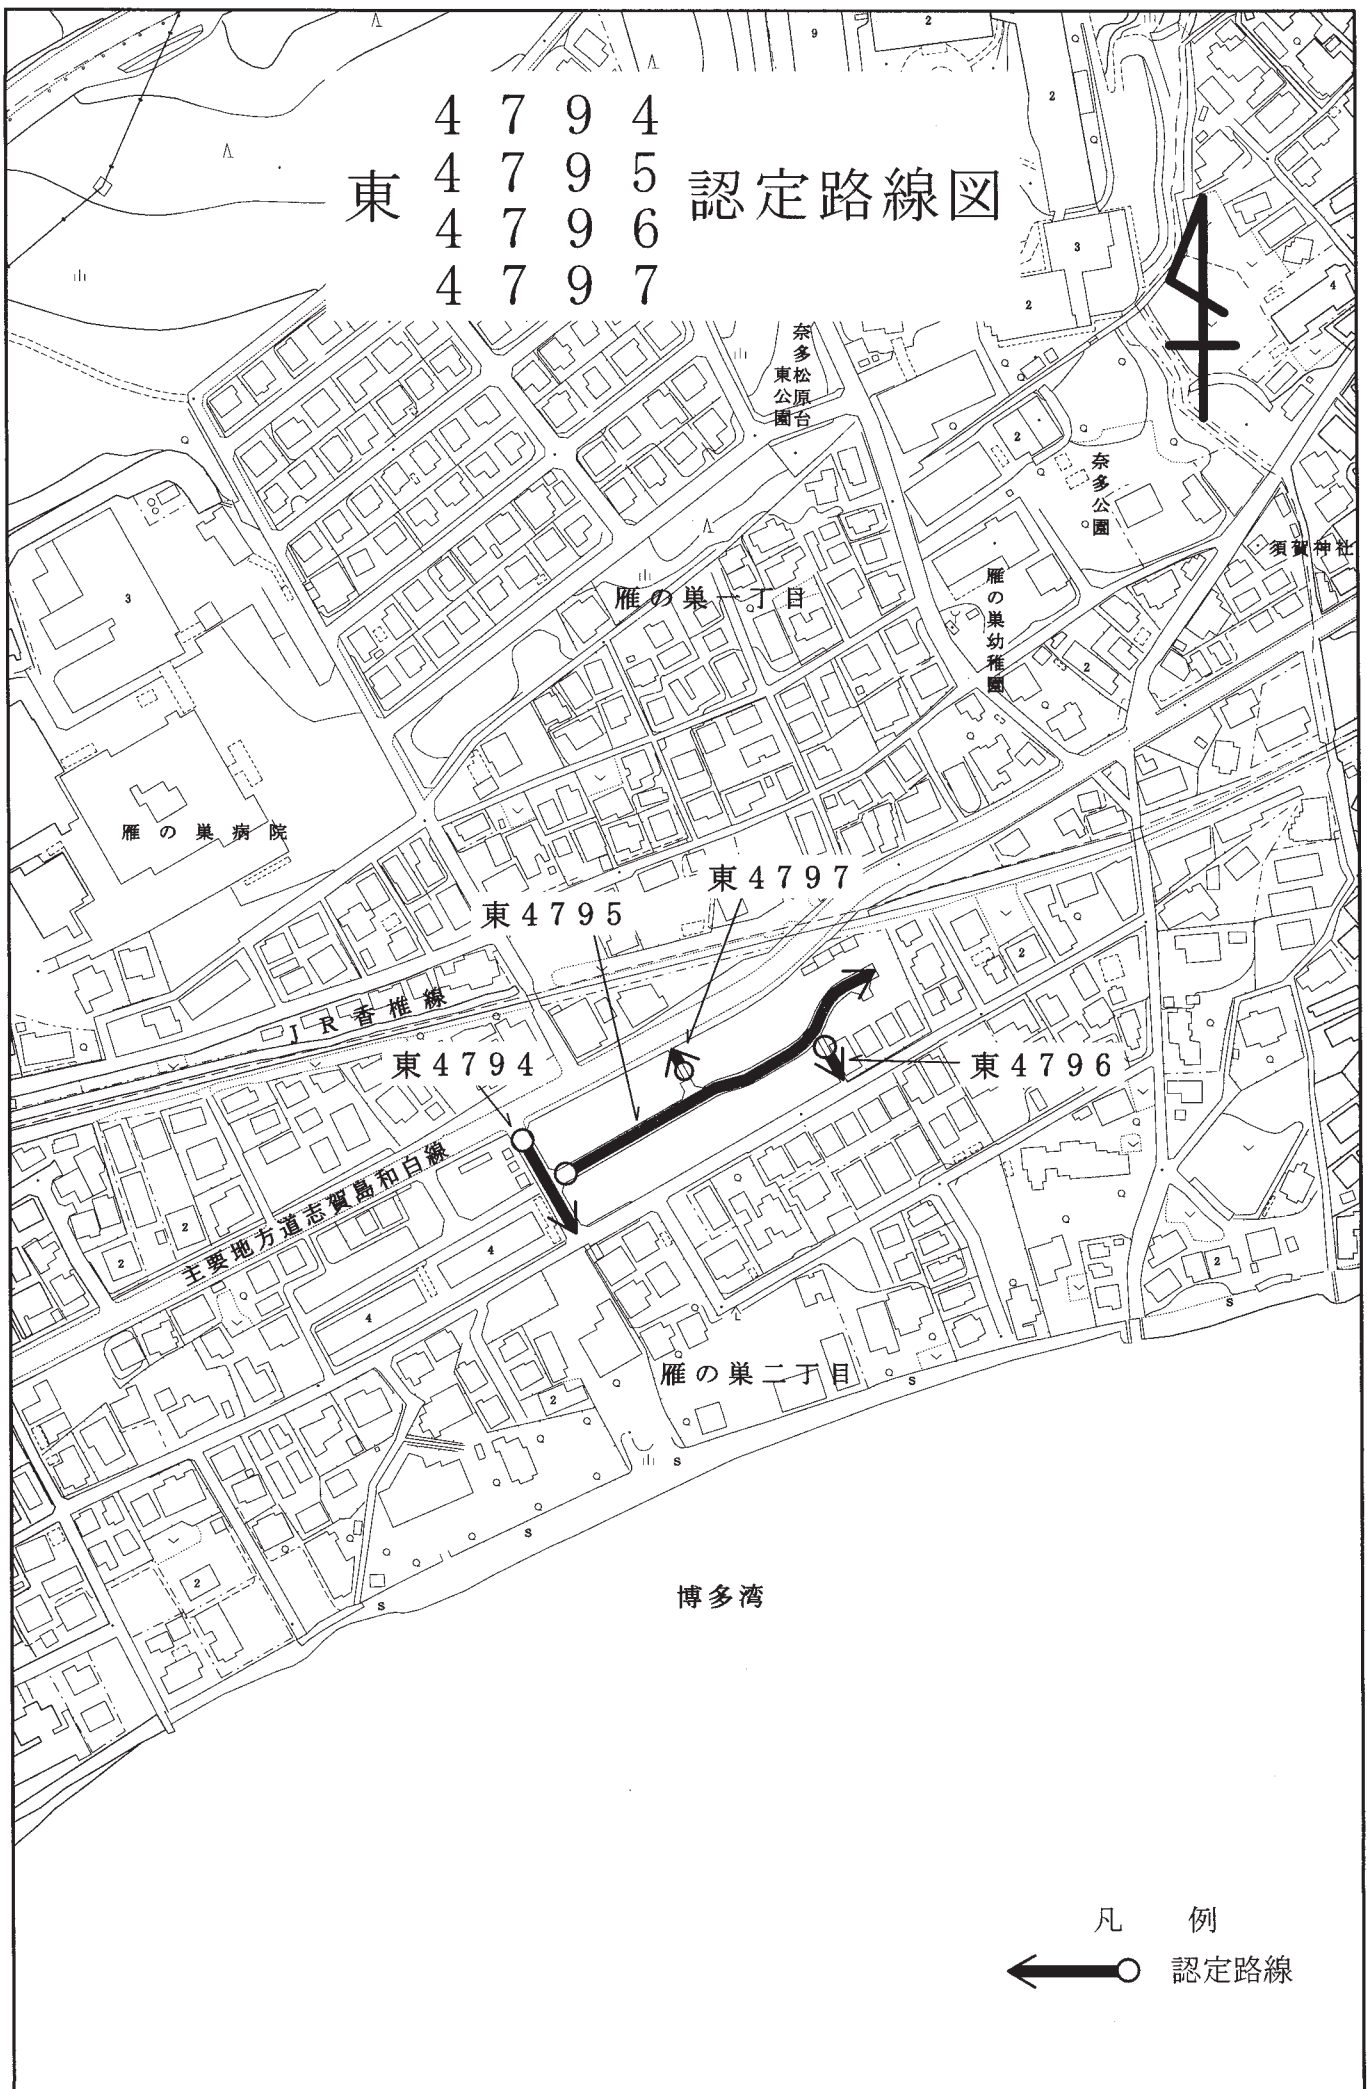 東
4794
4795
4796
4797
認定路線図
奈多松原台
東公園
奈多公園
須賀神社
雁の巣一丁目
雁の巣幼稚園
雁の巣病院
東4797
東4795
JR香椎線
東4794
東4796
主要地方道志賀島和白線
雁の巣二丁目
博多湾
凡 例
認定路線